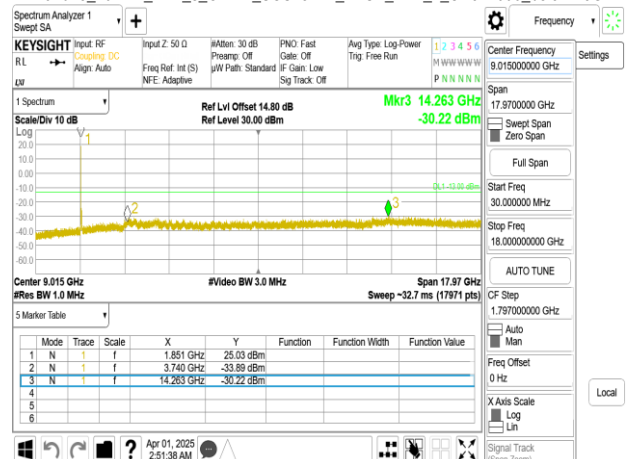 Spectrum Analyzer 1
Swept SA
+
Frequency
KEYSIGHT
RL
Input: RF
Coupling: DC
Align: Auto
Input Z: 50 Ω
Freq Ref: Int (S)
NFE: Adaptive
#Atten: 30 dB
Preamp: Off
µW Path: Standard
PNO: Fast
Gate: Off
IF Gain: Low
Sig Track: Off
Avg Type: Log-Power
Trig: Free Run
1 2 3 4 5 6
M W W W W W
P N N N N N
Center Frequency
9.015000000 GHz
Settings
Span
17.9700000 GHz
Swept Span
Zero Span
Full Span
Start Freq
30.000000 MHz
Stop Freq
18.000000000 GHz
AUTO TUNE
CF Step
1.797000000 GHz
Auto
Man
Freq Offset
0 Hz
X Axis Scale
Log
Lin
Local
Signal Track
1 Spectrum
Scale/Div 10 dB
Ref Lvl Offset 14.80 dB
Ref Level 30.00 dBm
Mkr3 14.263 GHz
-30.22 dBm
Log
20.0
10.0
0.00
-10.0
-20.0
-30.0
-40.0
-50.0
-60.0
1
2
3
DL1 -13.00 dBm
Center 9.015 GHz
#Video BW 3.0 MHz
Span 17.97 GHz
#Res BW 1.0 MHz
Sweep ~32.7 ms (17971 pts)
5 Marker Table
Mode Trace Scale X Y Function Function Width Function Value
1 N 1 f 1.851 GHz 25.03 dBm
2 N 1 f 3.740 GHz -33.89 dBm
3 N 1 f 14.263 GHz -30.22 dBm
4
5
6
?
Apr 01, 2025
2:51:38 AM